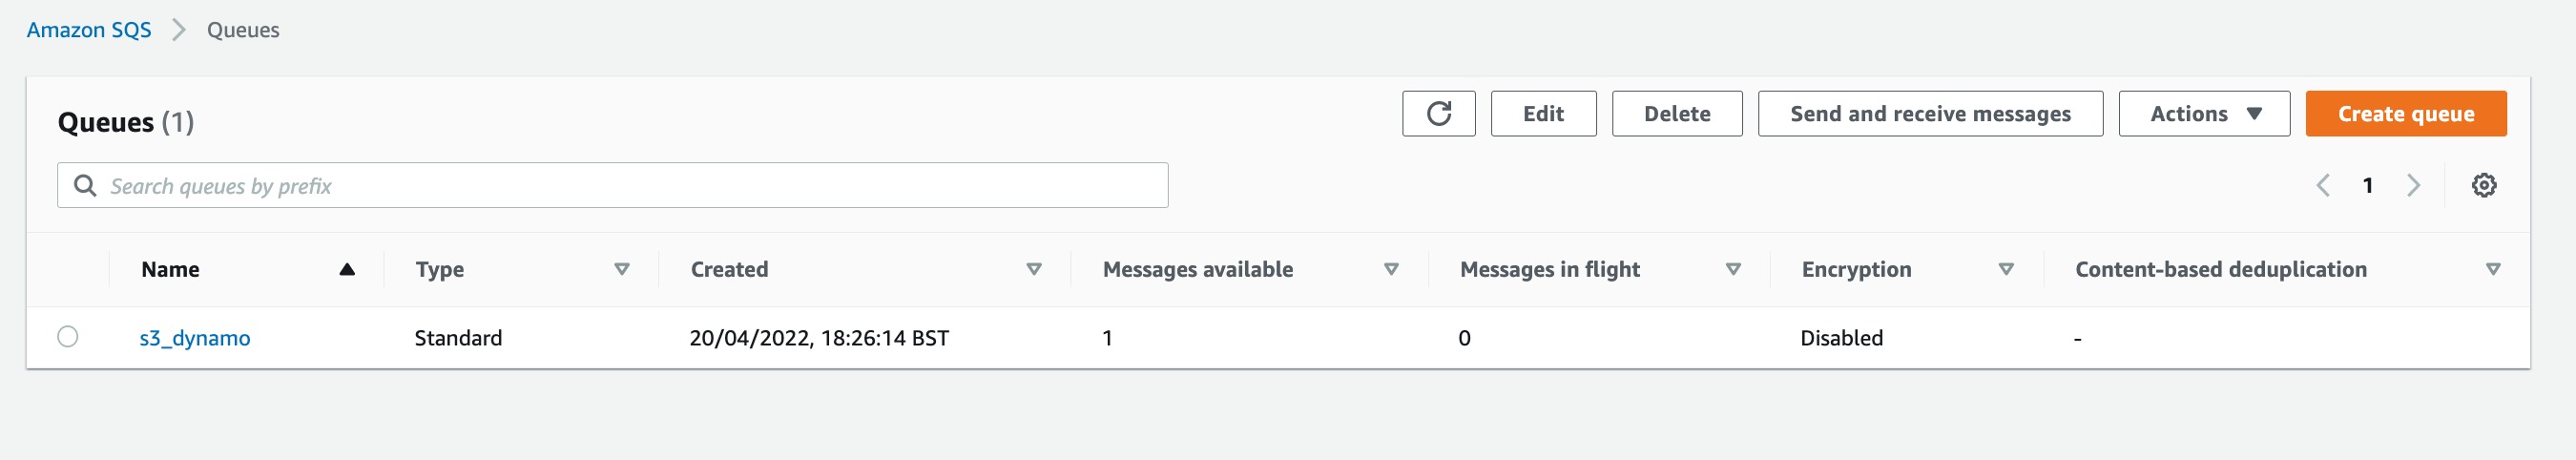 Amazon SQS > Queues
Queues (1)
Edit Delete Send and receive messages Actions Create queue
Search queues by prefix
1
Name Type Created Messages available Messages in flight Encryption Content-based deduplication
s3_dynamo Standard 20/04/2022, 18:26:14 BST 1 0 Disabled -